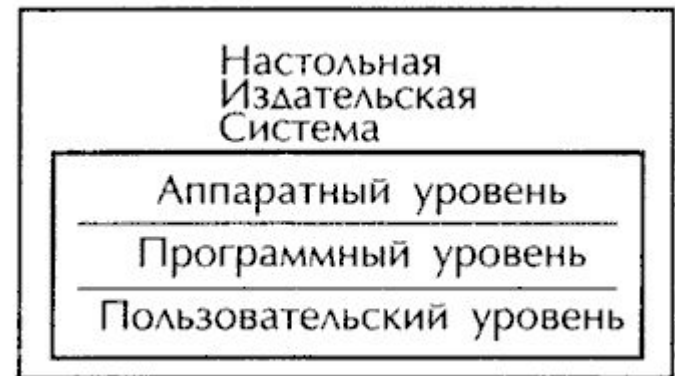 Настольная
Издательская
Система
Аппаратный уровень
Программный уровень
Пользовательский уровень